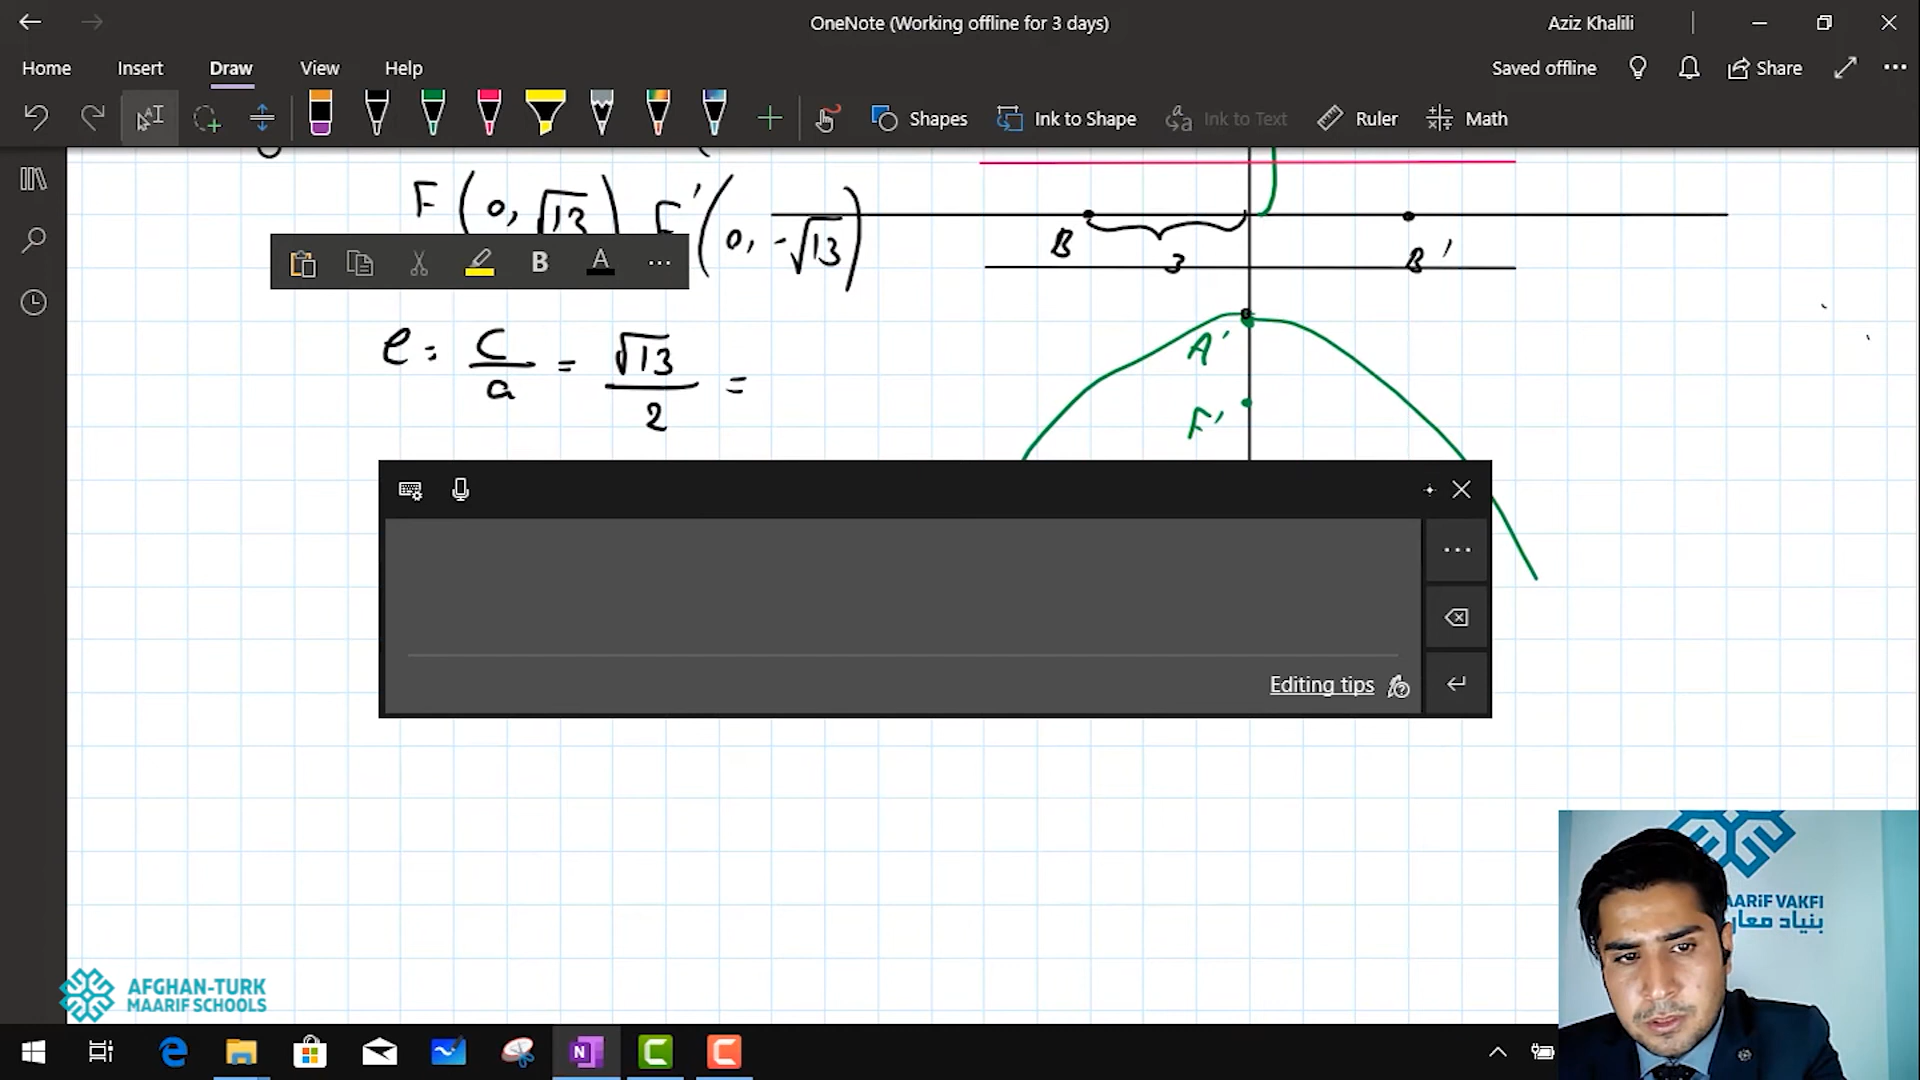 OneNote (Working offline for 3 days)
Aziz Khalili
Home Insert Draw View Help
Saved offline
Share
Shapes
Ink to Shape
Ink to Text
Ruler
Math
F (0, √13) F' (0, -√13)
B
3
B'
B
A
e = c/a = √13/2 =
A'
F'
Editing tips
MAARIF VAKFI
AFGHAN-TURK
MAARIF SCHOOLS